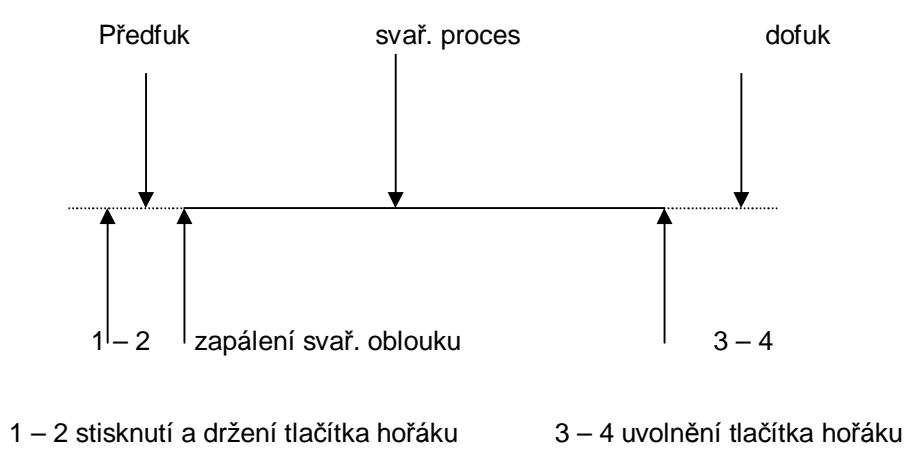 Předfuk svař. proces dofuk
1 – 2 zapálení svař. oblouku 3 – 4
1 – 2 stisknutí a držení tlačítka hořáku 3 – 4 uvolnění tlačítka hořáku